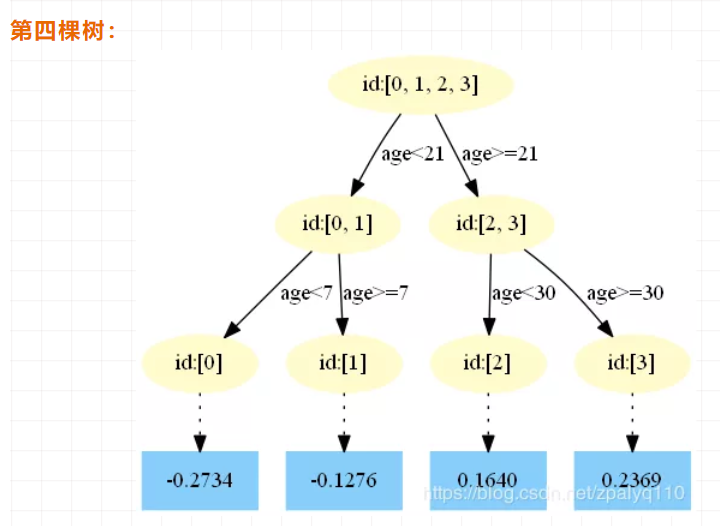 第四棵树：
id:[0, 1, 2, 3]
age<21 age>=21
id:[0, 1] id:[2, 3]
age<7 age>=7 age<30 age>=30
id:[0] id:[1] id:[2] id:[3]
-0.2734 -0.1276 0.1640 0.2369
https://blog.csdn.net/zpalyq110